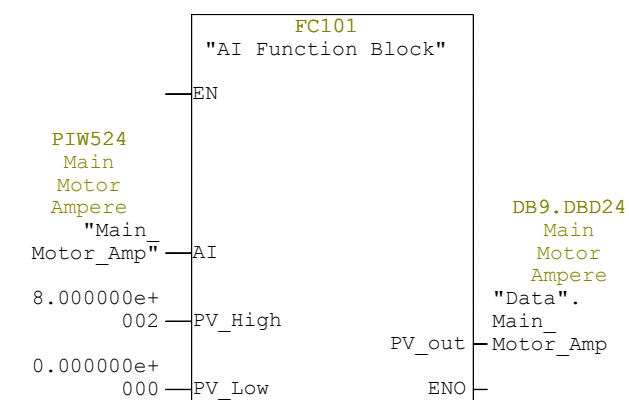 FC101
"AI Function Block"
EN
PIW524
Main
Motor
Ampere
"Main_
Motor_Amp"
AI
8.000000e+
002
PV_High
0.000000e+
000
PV_Low
DB9.DBD24
Main
Motor
Ampere
"Data".
Main_
Motor_Amp
PV_out
ENO